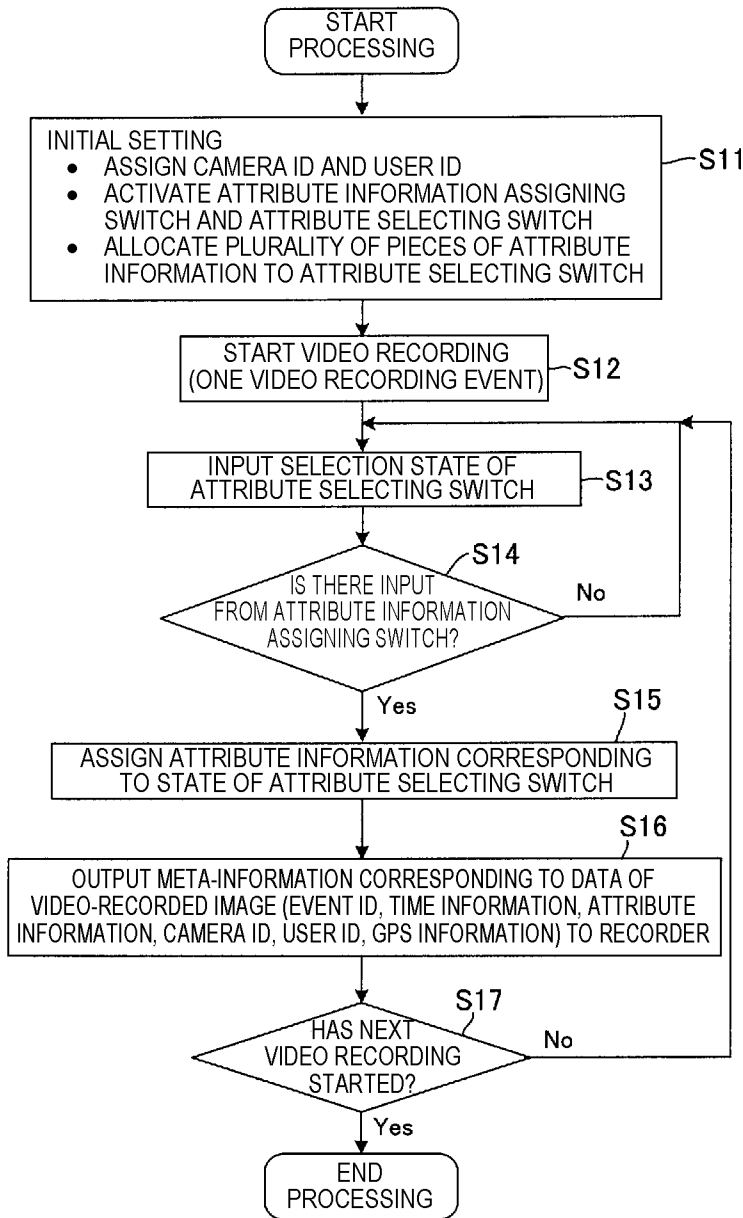 START
PROCESSING
INITIAL SETTING
• ASSIGN CAMERA ID AND USER ID
• ACTIVATE ATTRIBUTE INFORMATION ASSIGNING
SWITCH AND ATTRIBUTE SELECTING SWITCH
• ALLOCATE PLURALITY OF PIECES OF ATTRIBUTE
INFORMATION TO ATTRIBUTE SELECTING SWITCH
S11
START VIDEO RECORDING
(ONE VIDEO RECORDING EVENT)
S12
INPUT SELECTION STATE OF
ATTRIBUTE SELECTING SWITCH
S13
S14
IS THERE INPUT
FROM ATTRIBUTE INFORMATION
ASSIGNING SWITCH?
No
Yes
S15
ASSIGN ATTRIBUTE INFORMATION CORRESPONDING
TO STATE OF ATTRIBUTE SELECTING SWITCH
S16
OUTPUT META-INFORMATION CORRESPONDING TO DATA OF
VIDEO-RECORDED IMAGE (EVENT ID, TIME INFORMATION, ATTRIBUTE
INFORMATION, CAMERA ID, USER ID, GPS INFORMATION) TO RECORDER
S17
HAS NEXT
VIDEO RECORDING
STARTED?
No
Yes
END
PROCESSING